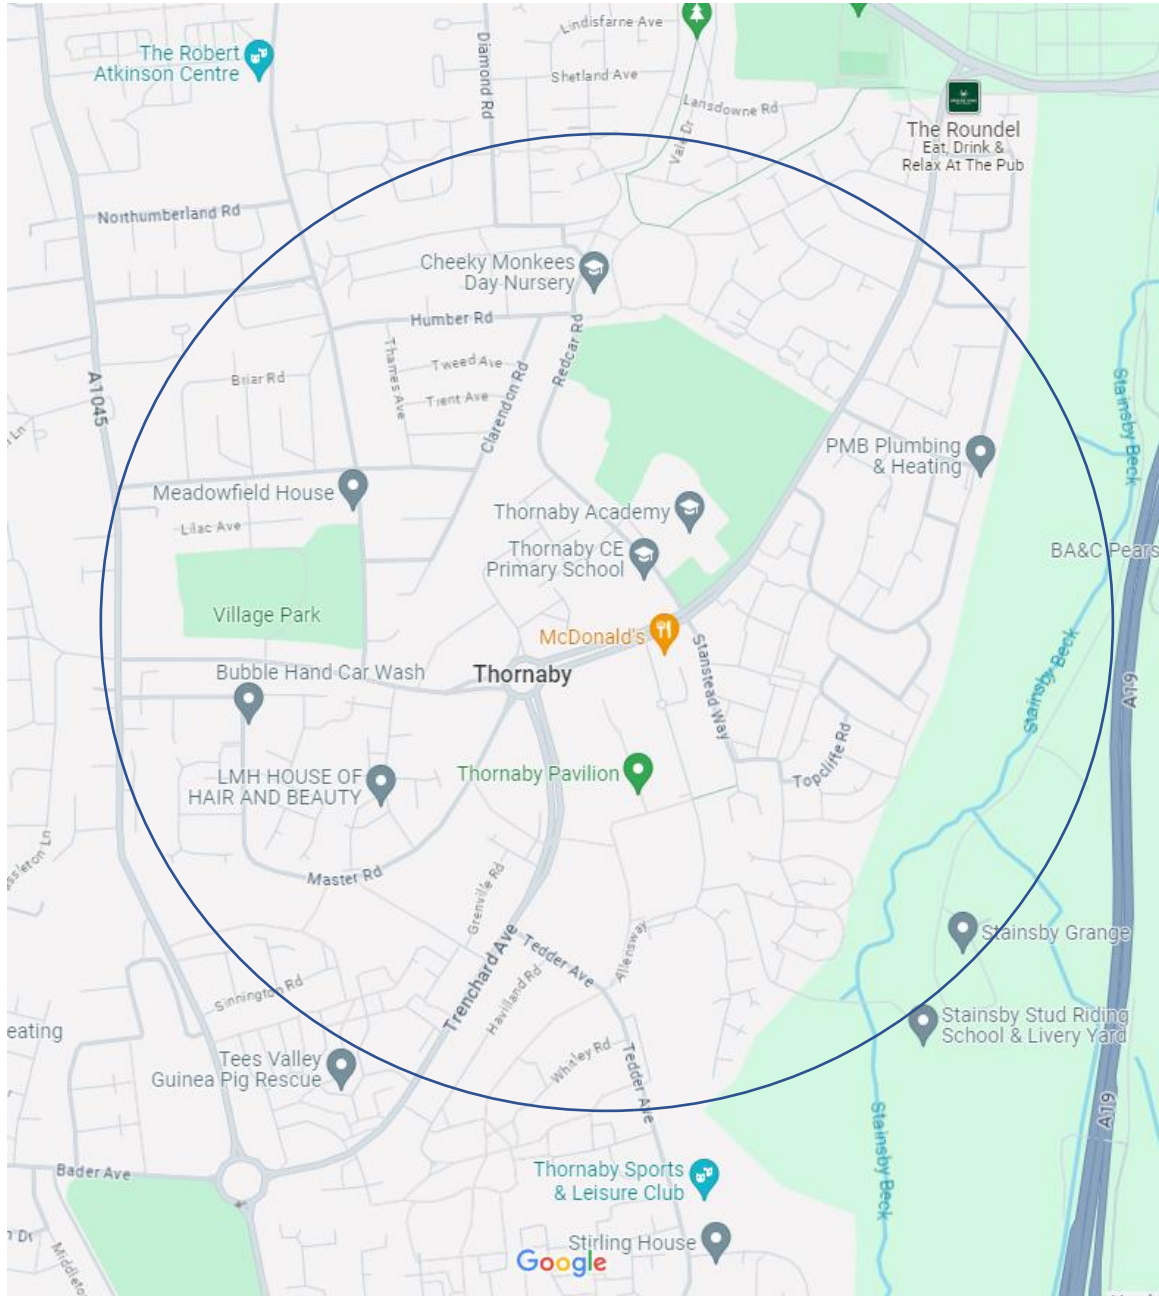 Lindisfarne Ave
Diamond Rd
The Robert
Atkinson Centre
Shetland Ave
Lansdowne Rd
Vale Dr
The Roundel
Eat, Drink &
Relax At The Pub
Northumberland Rd
Cheeky Monkees
Day Nursery
Humber Rd
Redcar Rd
Thames Ave
Tweed Ave
Briar Rd
A1045
Trent Ave
Clarendon Rd
Stainsby Beck
PMB Plumbing
& Heating
Meadowfield House
Lilac Ave
Thornaby Academy
Thornaby CE
Primary School
BA&C Pears
Village Park
McDonald's
Bubble Hand Car Wash
Thornaby
Stanstead Way
Stainsby Beck
A19
Topcliffe Rd
LMH HOUSE OF
HAIR AND BEAUTY
Thornaby Pavilion
ssleton Ln
Master Rd
Grenville Rd
Trenchard Ave
Tedder Ave
Allensway
Stainsby Grange
Sinnington Rd
Havilland Rd
eating
Stainsby Stud Riding
School & Livery Yard
Whitley Rd
Tees Valley
Guinea Pig Rescue
Tedder Ave
A19
Stainsby Beck
Bader Ave
Thornaby Sports
& Leisure Club
Stirling House
Google
Middleto